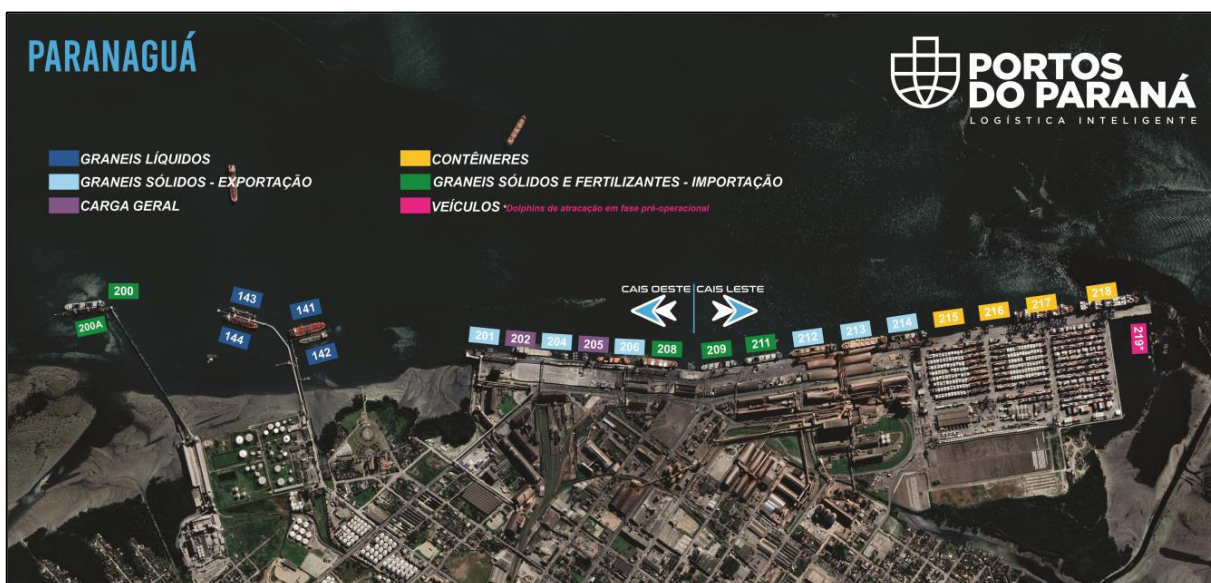 PARANAGUÁ
PORTOS
DO PARANÁ
LOGÍSTICA INTELIGENTE
GRANEIS LÍQUIDOS
GRANEIS SÓLIDOS - EXPORTAÇÃO
CARGA GERAL
CONTÊINERES
GRANEIS SÓLIDOS E FERTILIZANTES - IMPORTAÇÃO
VEÍCULOS *Dolphins de atracação em fase pré-operacional
CAIS OESTE
CAIS LESTE
200
200A
143
144
141
142
201
202
204
205
206
208
209
211
212
213
214
215
216
217
218
219*